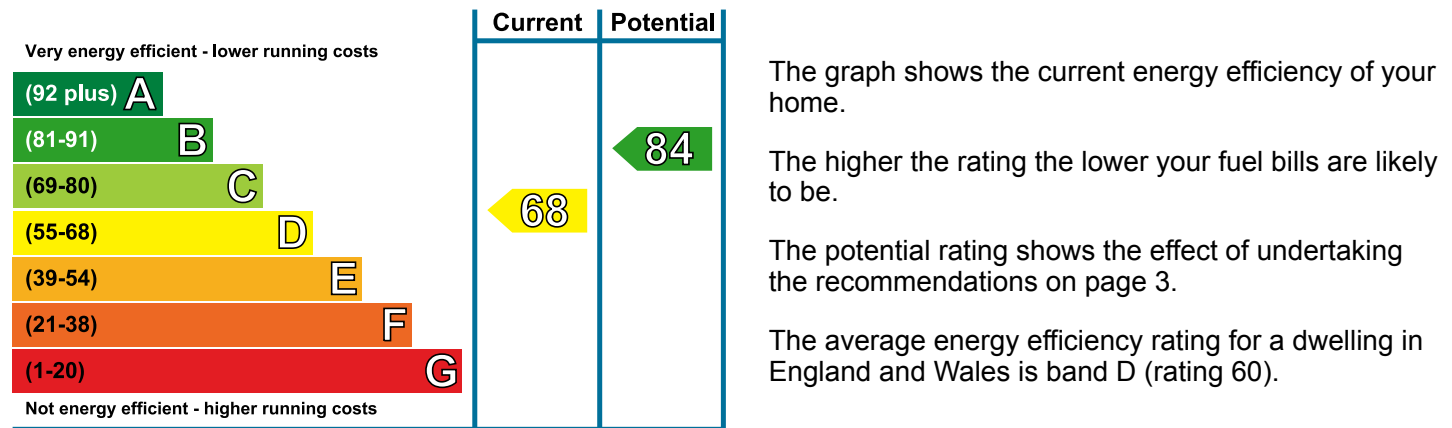 Current Potential
Very energy efficient - lower running costs
(92 plus) A
(81-91) B
(69-80) C
(55-68) D
(39-54) E
(21-38) F
(1-20) G
Not energy efficient - higher running costs
68
84
The graph shows the current energy efficiency of your
home.
The higher the rating the lower your fuel bills are likely
to be.
The potential rating shows the effect of undertaking
the recommendations on page 3.
The average energy efficiency rating for a dwelling in
England and Wales is band D (rating 60).